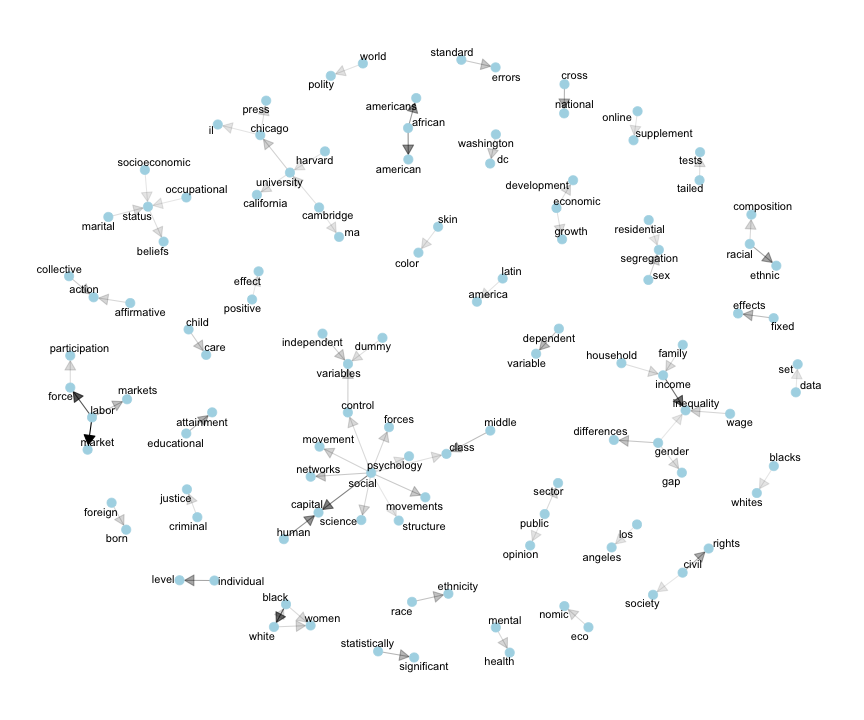 world
standard
polity
errors
cross
americans
national
press
african
online
il
chicago
washington
supplement
socioeconomic
harvard
american
dc
tests
university
occupational
development
tailed
california
economic
composition
status
cambridge
skin
residential
marital
ma
growth
racial
beliefs
color
segregation
collective
latin
sex
ethnic
effect
action
america
affirmative
positive
effects
child
dependent
fixed
participation
independent
dummy
care
household
family
variable
variables
set
income
force
markets
data
labor
inequality
attainment
forces
middle
wage
market
educational
movement
control
class
differences
psychology
gender
networks
social
blacks
gap
justice
capital
movements
sector
whites
foreign
criminal
science
structure
public
los
born
human
opinion
angeles
rights
civil
level
individual
ethnicity
black
society
women
race
mental
nomic
white
eco
statistically
significant
health